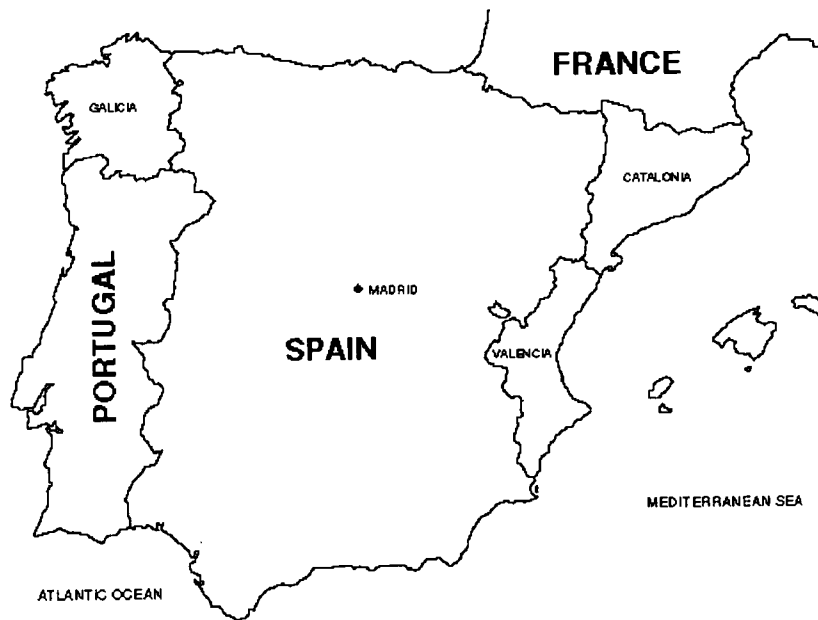 FRANCE
GALICIA
CATALONIA
PORTUGAL
MADRID
SPAIN
VALENCIA
MEDITERRANEAN SEA
ATLANTIC OCEAN